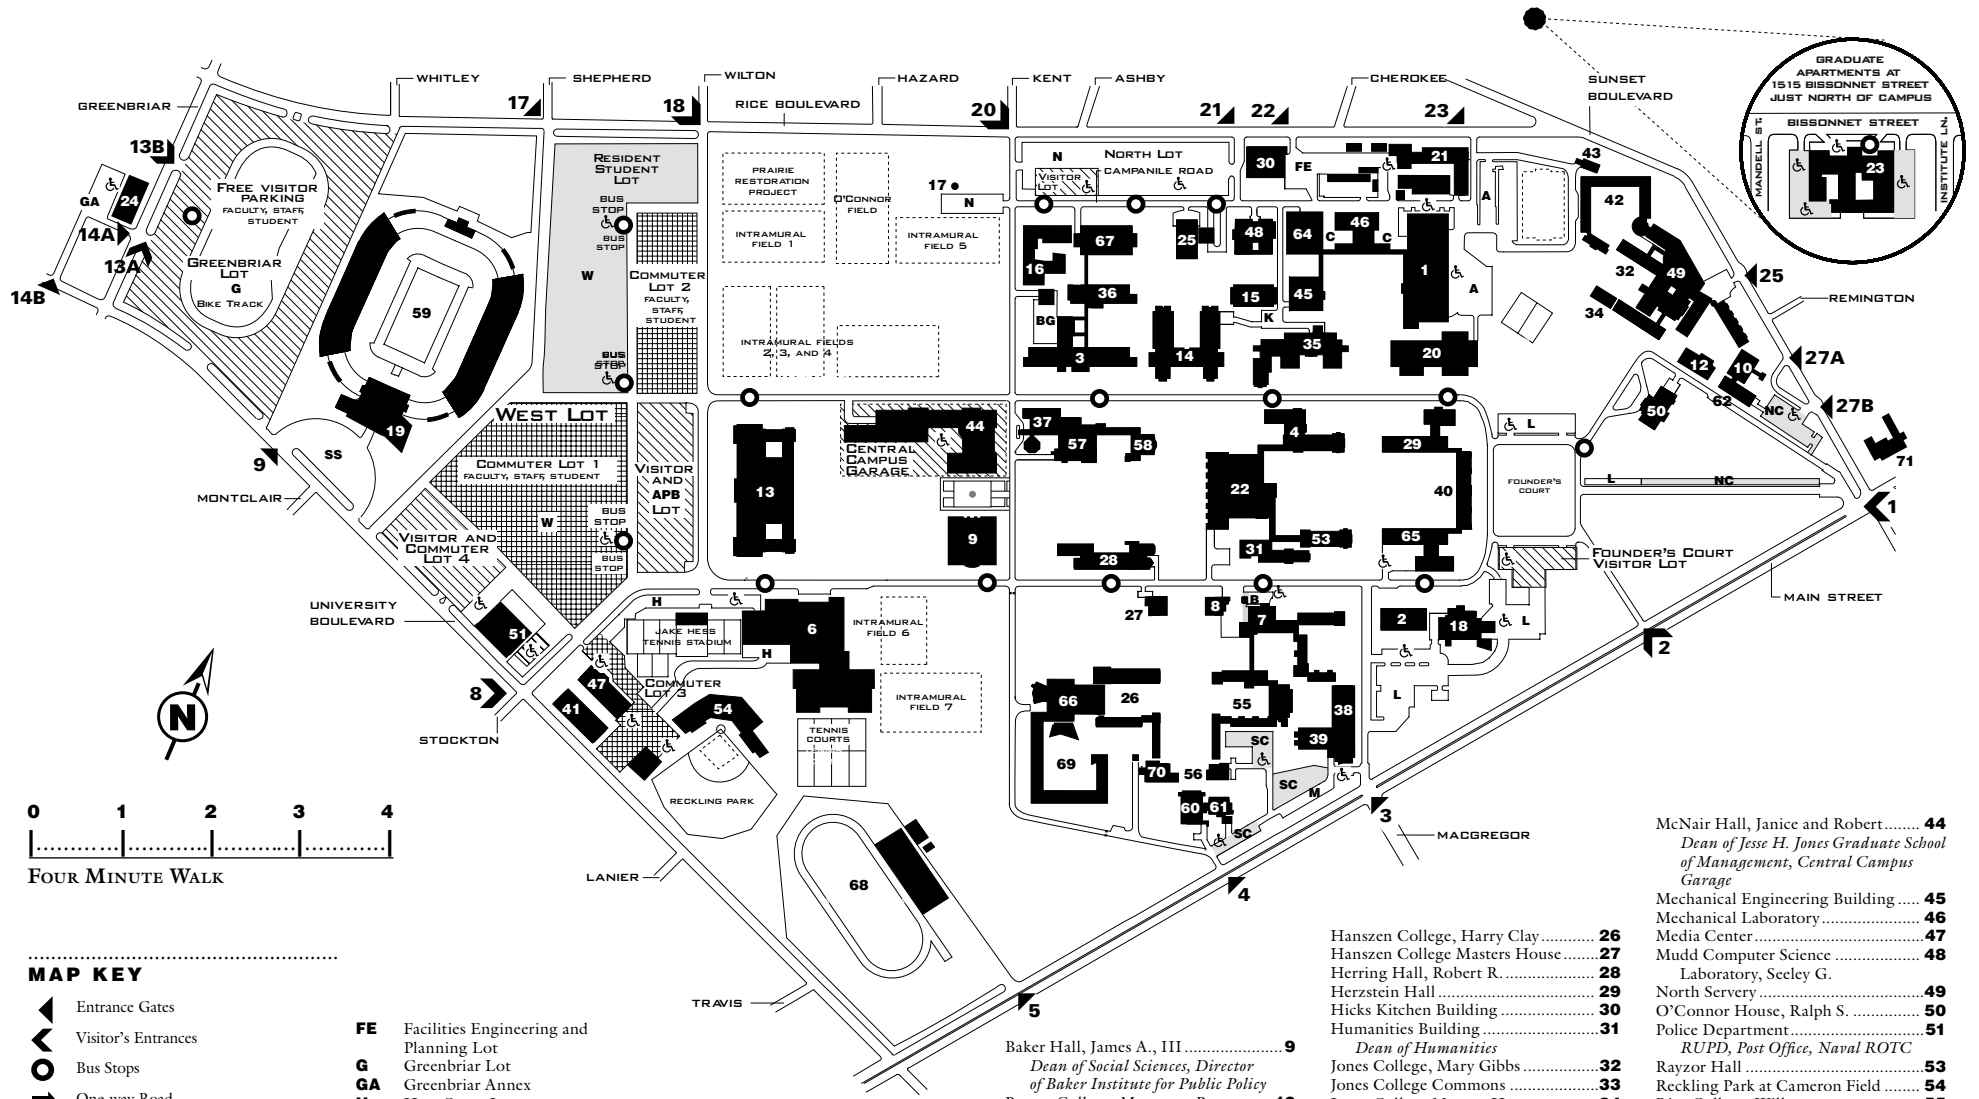 WHITLEY
SHEPHERD
WILTON
HAZARD
KENT
ASHBY
CHEROKEE
SUNSET
BOULEVARD
GREENBRIAR
RICE BOULEVARD
17
18
20
21
22
23
GRADUATE
APARTMENTS AT
1515 BISSONNET STREET
JUST NORTH OF CAMPUS
BISSONNET STREET
MANDELL ST.
INSTITUTE LN.
23
13B
GA
24
14A
13A
14B
FREE VISITOR
PARKING
FACULTY, STAFF,
STUDENT
GREENBRIAR
LOT
G
BIKE TRACK
59
19
RESIDENT
STUDENT
LOT
BUS
STOP
BUS
STOP
W
COMMUTER
LOT 2
FACULTY,
STAFF,
STUDENT
BUS
STOP
PRAIRIE
RESTORATION
PROJECT
O'CONNOR
FIELD
INTRAMURAL
FIELD 1
INTRAMURAL
FIELD 5
INTRAMURAL FIELDS
2, 3, AND 4
17
N
N
NORTH LOT
VISITOR
LOT
CAMPANILE ROAD
30
FE
21
A
43
42
67
25
48
64
46
C
C
1
A
16
36
15
45
K
BG
3
14
35
20
32
49
34
25
REMINGTON
12
10
62
50
NC
27A
27B
71
9
SS
MONTCLAIR
WEST LOT
COMMUTER LOT 1
FACULTY, STAFF, STUDENT
W
BUS
STOP
BUS
STOP
VISITOR
AND
APB
LOT
VISITOR AND
COMMUTER
LOT 4
13
44
CENTRAL
CAMPUS
GARAGE
9
37
57
58
4
29
22
40
31
53
65
28
L
FOUNDER'S
COURT
L
NC
1
FOUNDER'S COURT
VISITOR LOT
MAIN STREET
UNIVERSITY
BOULEVARD
51
H
JAKE HESS
TENNIS STADIUM
H
6
INTRAMURAL
FIELD 6
INTRAMURAL
FIELD 7
27
8
B
7
2
18
L
L
2
8
STOCKTON
47
41
COMMUTER
LOT 3
54
TENNIS
COURTS
RECKLING PARK
66
26
55
38
39
69
70
56
60
61
SC
SC
SC
M
3
MACGREGOR
N
0 1 2 3 4
FOUR MINUTE WALK
LANIER
68
4
TRAVIS
5
MAP KEY
Entrance Gates
Visitor's Entrances
Bus Stops
One-way Road
FE Facilities Engineering and
Planning Lot
G Greenbriar Lot
GA Greenbriar Annex
Baker Hall, James A., III 9
Dean of Social Sciences, Director
of Baker Institute for Public Policy
Hanszen College, Harry Clay 26
Hanszen College Masters House 27
Herring Hall, Robert R. 28
Herzstein Hall 29
Hicks Kitchen Building 30
Humanities Building 31
Dean of Humanities
Jones College, Mary Gibbs 32
Jones College Commons 33
McNair Hall, Janice and Robert 44
Dean of Jesse H. Jones Graduate School
of Management, Central Campus
Garage
Mechanical Engineering Building 45
Mechanical Laboratory 46
Media Center 47
Mudd Computer Science 48
Laboratory, Seeley G.
North Servery 49
O'Connor House, Ralph S. 50
Police Department 51
RUPD, Post Office, Naval ROTC
Rayzor Hall 53
Reckling Park at Cameron Field 54